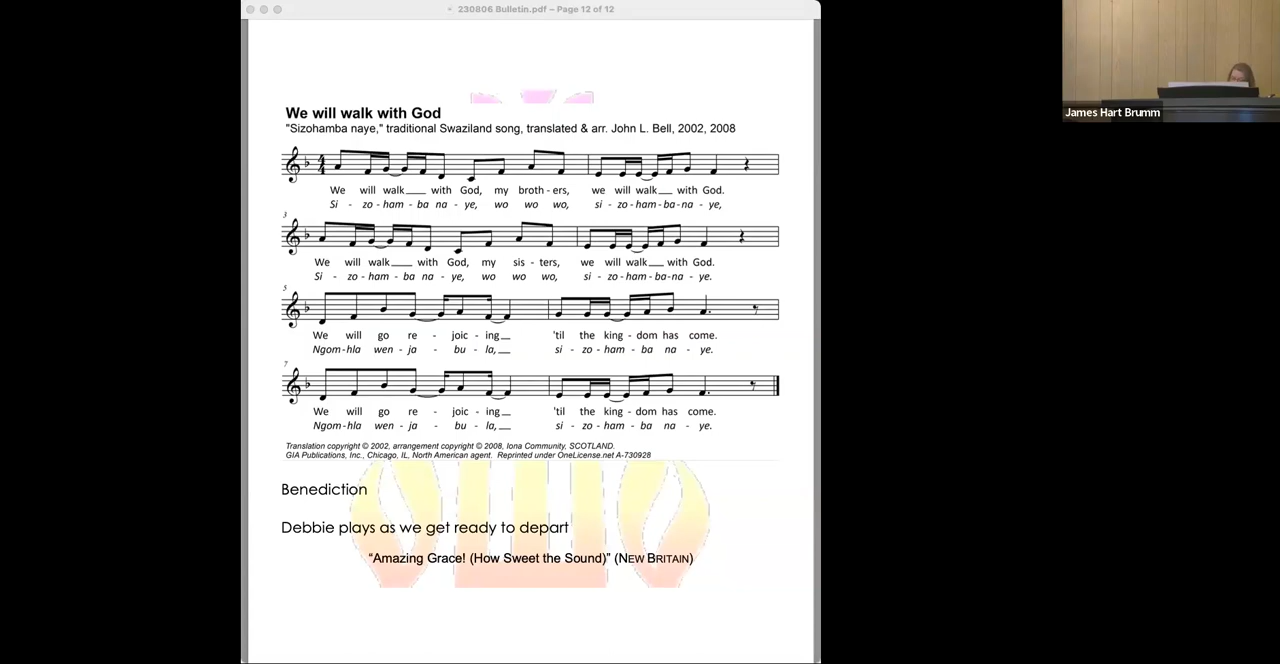 230806 Bulletin.pdf – Page 12 of 12
James Hart Brumm
We will walk with God
"Sizohamba naye," traditional Swaziland song, translated & arr. John L. Bell, 2002, 2008
We will walk___ with God, my broth - ers, we will walk__ with God.
Si - zo - ham - ba na - ye, wo wo wo, si - zo - ham - ba - na - ye,
3
We will walk___ with God, my sis - ters, we will walk__ with God.
Si - zo - ham - ba na - ye, wo wo wo, si - zo - ham - ba - na - ye.
5
We will go re - joic - ing__ 'til the king - dom has come.
Ngom - hla wen - ja - bu - la,__ si - zo - ham - ba na - ye.
7
We will go re - joic - ing__ 'til the king - dom has come.
Ngom - hla wen - ja - bu - la,__ si - zo - ham - ba na - ye.
Translation copyright © 2002, arrangement copyright © 2008, Iona Community, SCOTLAND.
GIA Publications, Inc., Chicago, IL, North American agent. Reprinted under OneLicense.net A-730928
Benediction
Debbie plays as we get ready to depart
“Amazing Grace! (How Sweet the Sound)” (NEW BRITAIN)